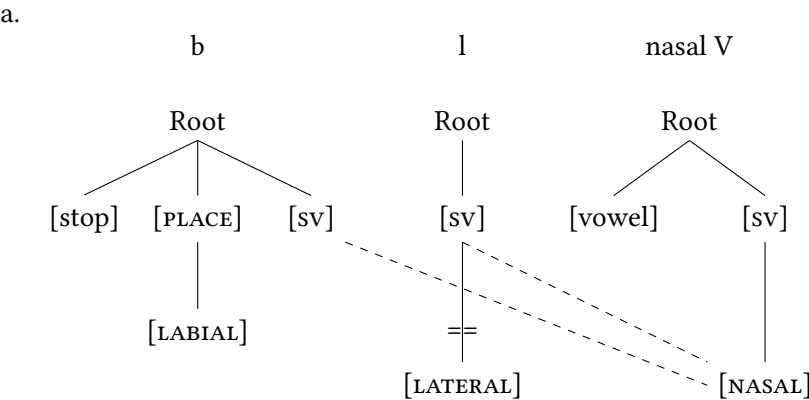 a.
b l nasal V
Root Root Root
[stop] [PLACE] [sv] [sv] [vowel] [sv]
[LABIAL]
[LATERAL] [NASAL]